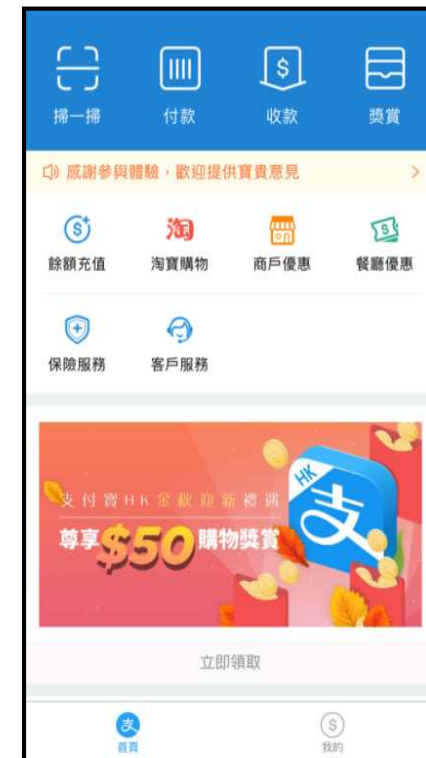 掃一掃 付款 收款 獎賞
感謝參與體驗，歡迎提供寶貴意見 >
餘額充值 淘寶購物 商戶優惠 餐廳優惠
保險服務 客戶服務
支付寶HK金秋迎新禮遇
尊享$50購物獎賞
HK
支
立即領取
首頁 我的